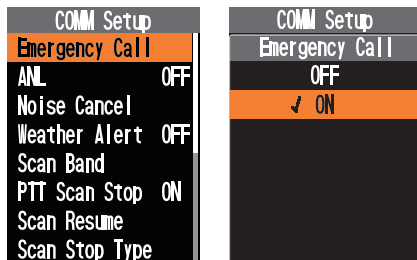 COMM Setup
Emergency Call
ANL OFF
Noise Cancel
Weather Alert OFF
Scan Band
PTT Scan Stop ON
Scan Resume
Scan Stop Type
COMM Setup
Emergency Call
OFF
✓ ON